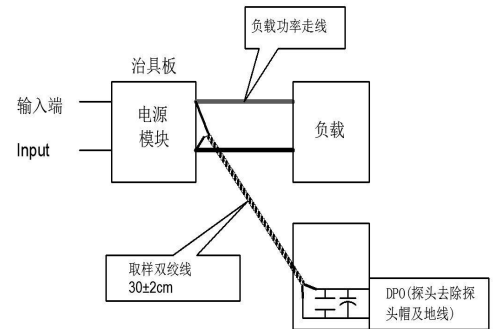 负载功率走线
治具板
输入端
Input
电源
模块
负载
取样双绞线
30±2cm
DPO(探头去除探
头帽及地线)